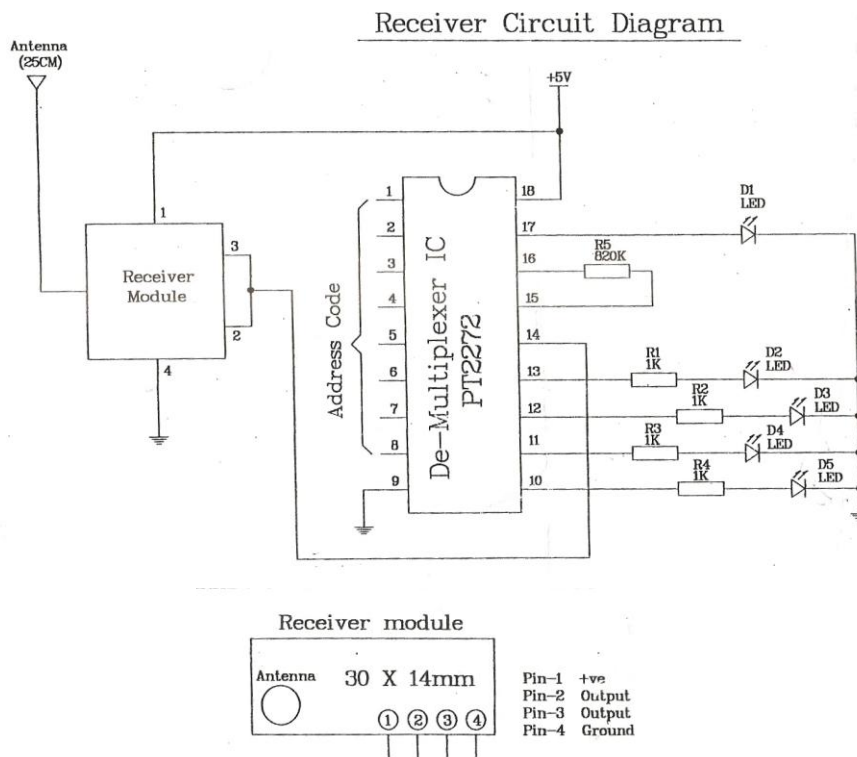 Receiver Circuit Diagram
Antenna
(25CM)
+5V
1
3
Receiver
Module
2
4
Address Code
1
2
3
4
5
6
7
8
9
De-Multiplexer IC
PT2272
18
17
16
15
14
13
12
11
10
D1
LED
R5
820K
R1
1K
D2
LED
R2
1K
D3
LED
R3
1K
D4
LED
R4
1K
D5
LED
Receiver module
Antenna 30 X 14mm
1 2 3 4
Pin-1 +ve
Pin-2 Output
Pin-3 Output
Pin-4 Ground